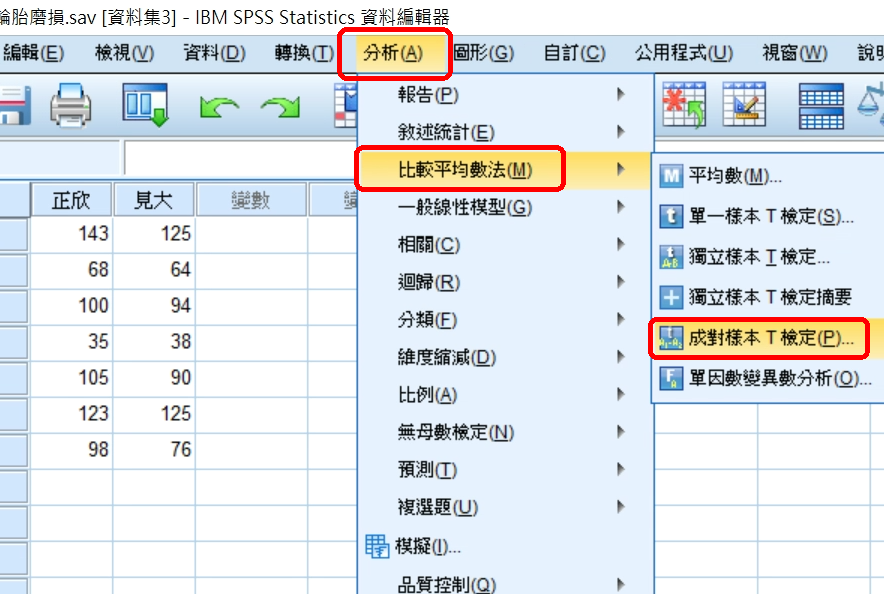 輪胎磨損.sav [資料集3] - IBM SPSS Statistics 資料編輯器
編輯(E) 檢視(V) 資料(D) 轉換(T) 分析(A) 圖形(G) 自訂(C) 公用程式(U) 視窗(W) 說明
報告(P)
敘述統計(E)
比較平均數法(M)
一般線性模型(G)
相關(C)
迴歸(R)
分類(F)
維度縮減(D)
比例(A)
無母數檢定(N)
預測(T)
複選題(U)
模擬(I)...
品質控制(Q)
平均數(M)...
單一樣本 T 檢定(S)...
獨立樣本 T 檢定...
獨立樣本 T 檢定摘要
成對樣本 T 檢定(P)...
單因數變異數分析(O)...
正欣 見大 變數
143 125
68 64
100 94
35 38
105 90
123 125
98 76